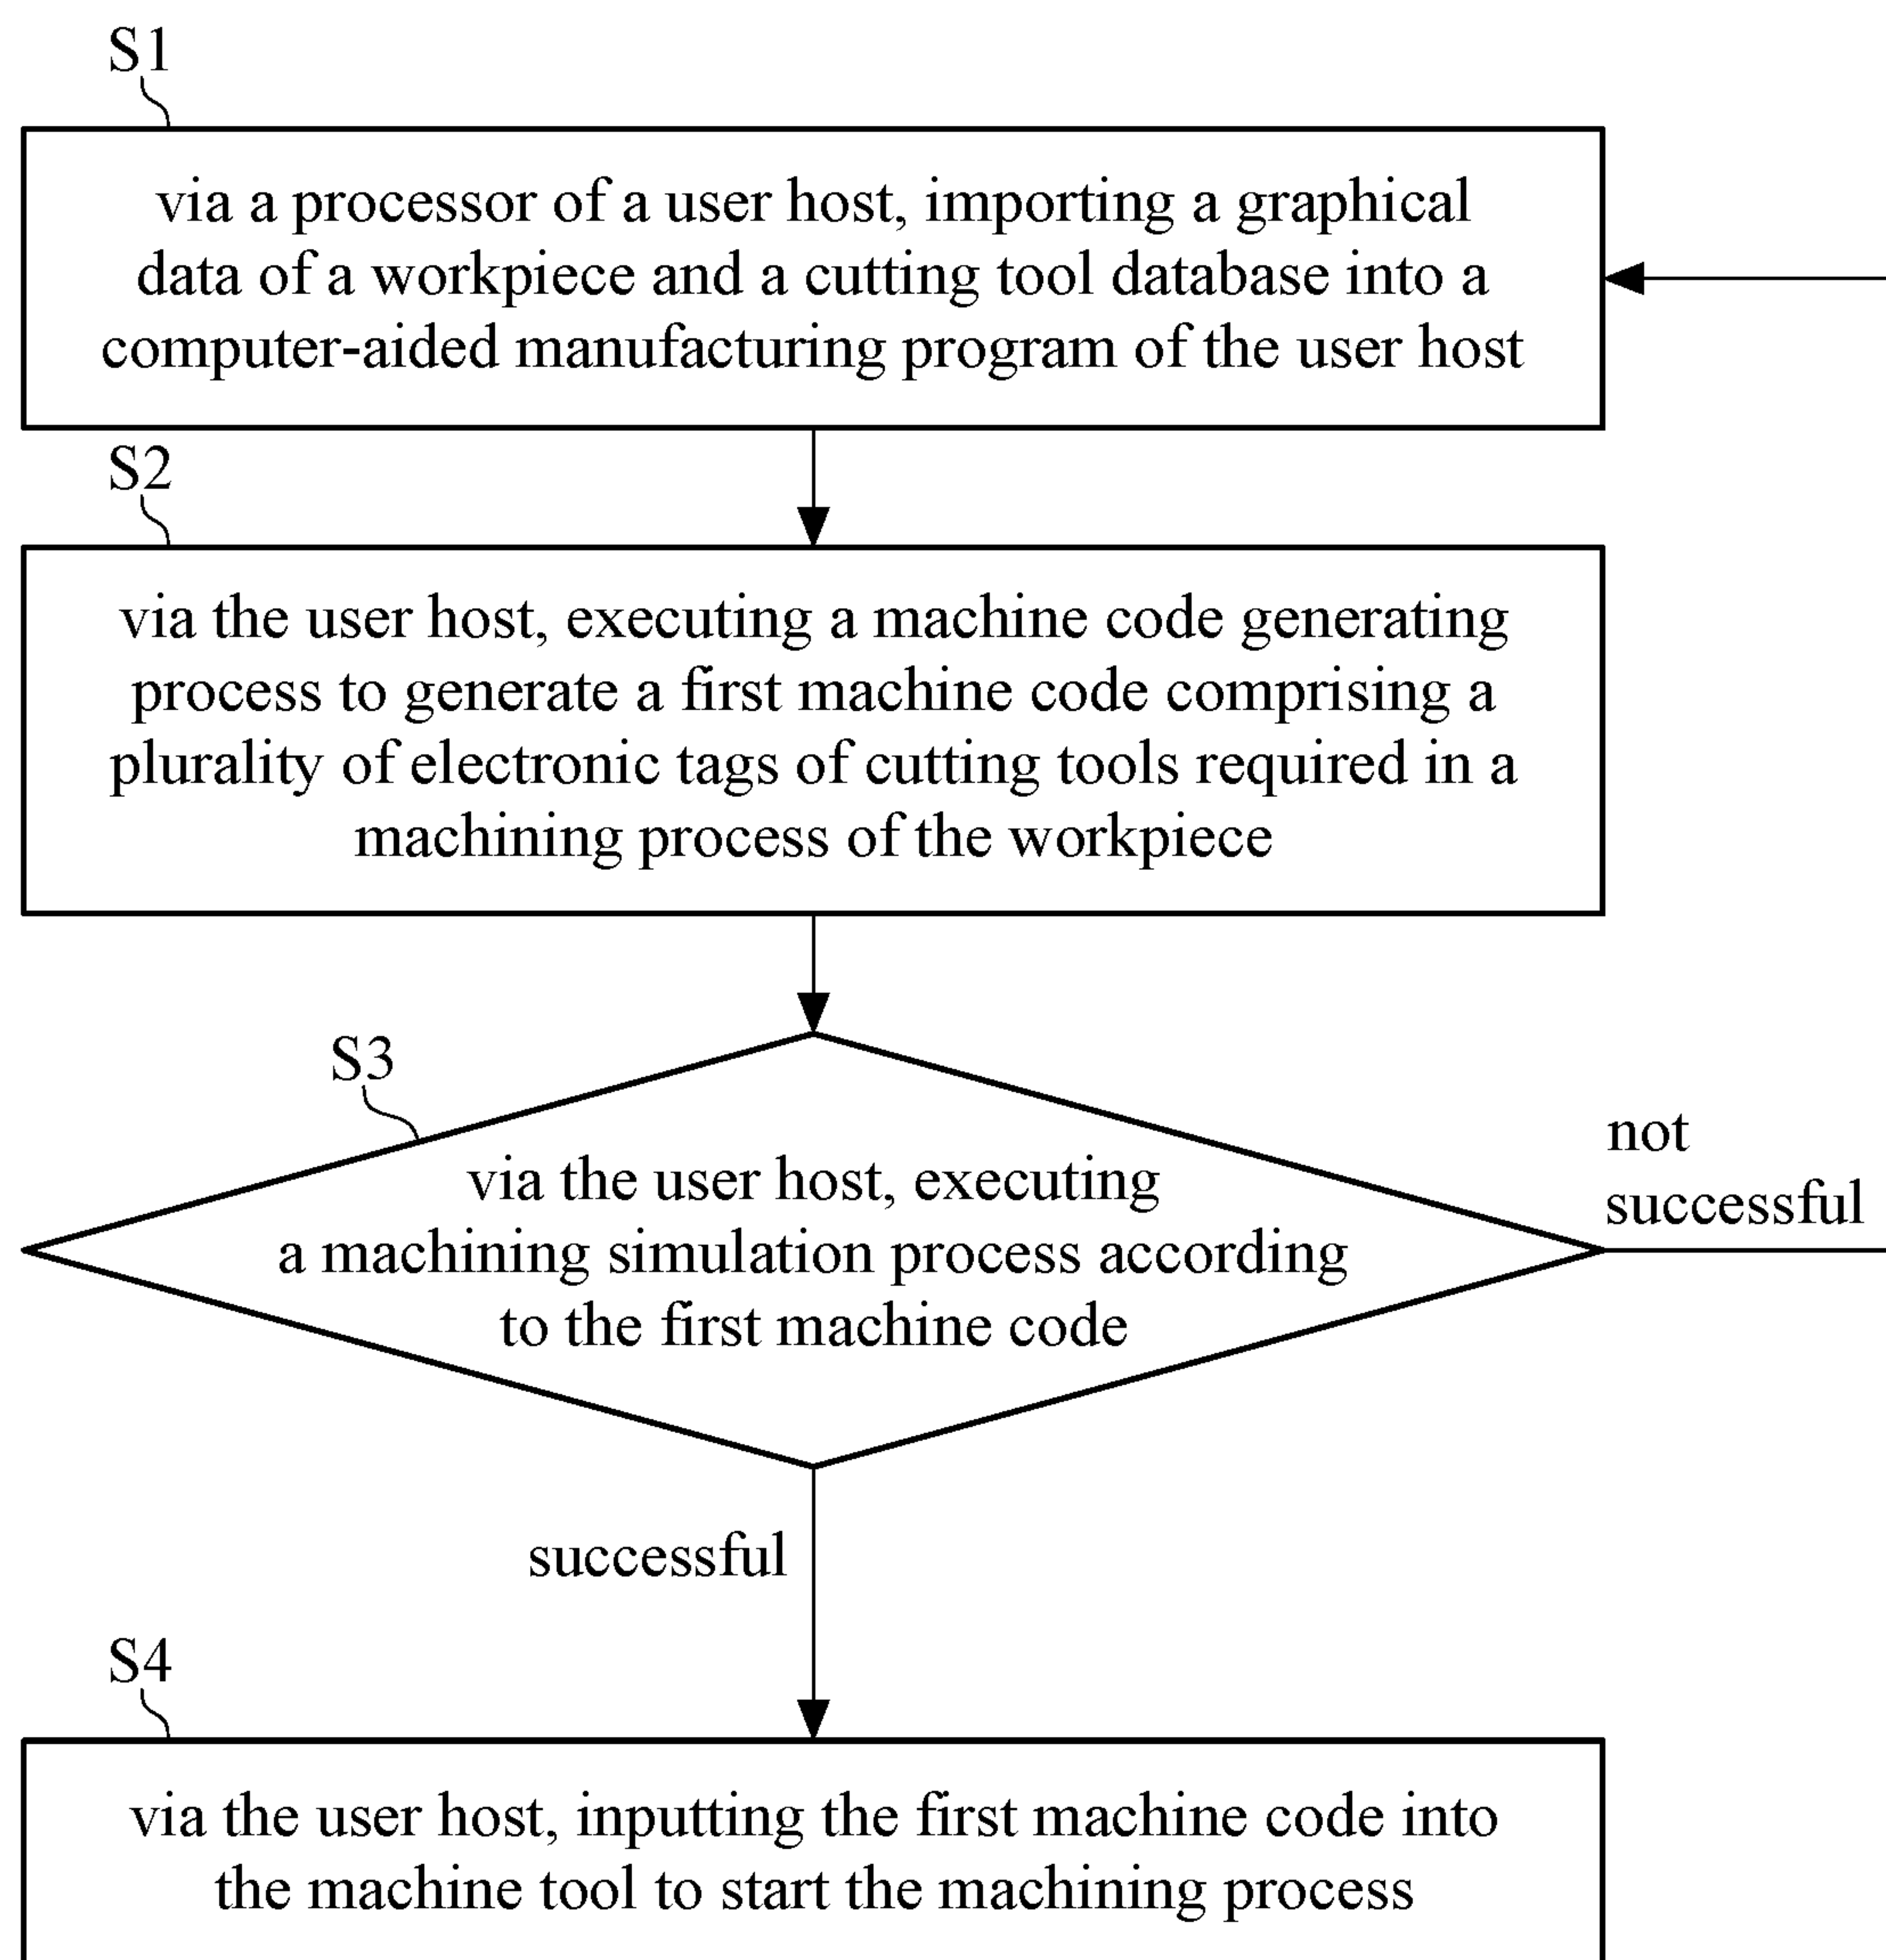 S1
via a processor of a user host, importing a graphical
data of a workpiece and a cutting tool database into a
computer-aided manufacturing program of the user host
S2
via the user host, executing a machine code generating
process to generate a first machine code comprising a
plurality of electronic tags of cutting tools required in a
machining process of the workpiece
S3
via the user host, executing
a machining simulation process according
to the first machine code
not
successful
successful
S4
via the user host, inputting the first machine code into
the machine tool to start the machining process